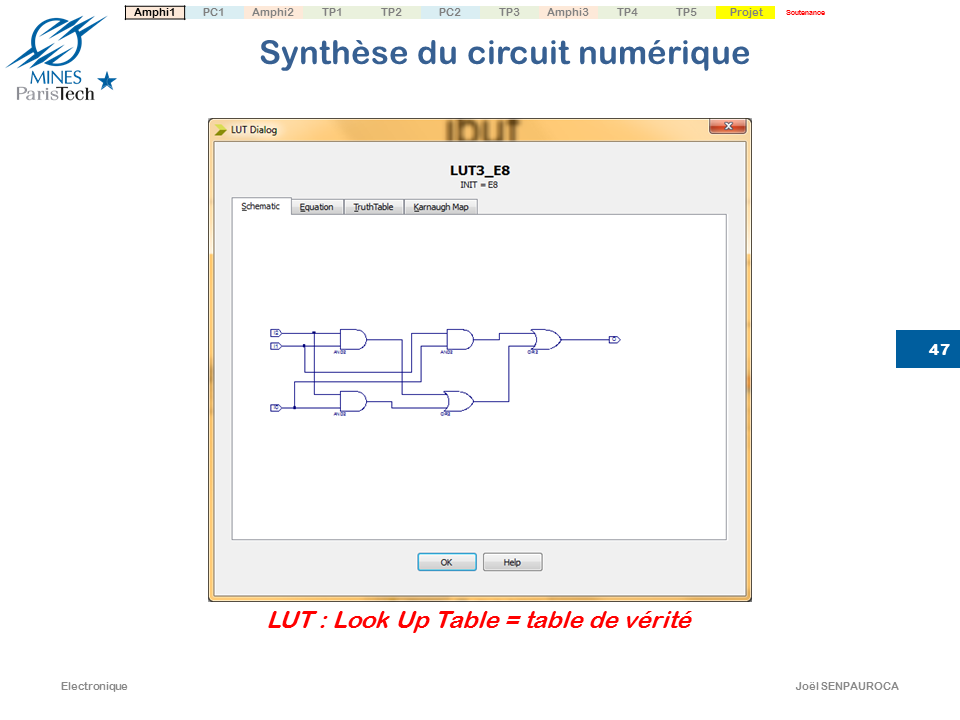 Amphi1 PC1 Amphi2 TP1 TP2 PC2 TP3 Amphi3 TP4 TP5 Projet Soutenance
MINES
ParisTech
Synthèse du circuit numérique
LUT Dialog
LUT3_E8
INIT = E8
Schematic Equation TruthTable Karnaugh Map
I1
AND2 AND2 OR2
O
I0
AND2 OR2
OK Help
47
LUT : Look Up Table = table de vérité
Electronique Joël SENPAUROCA